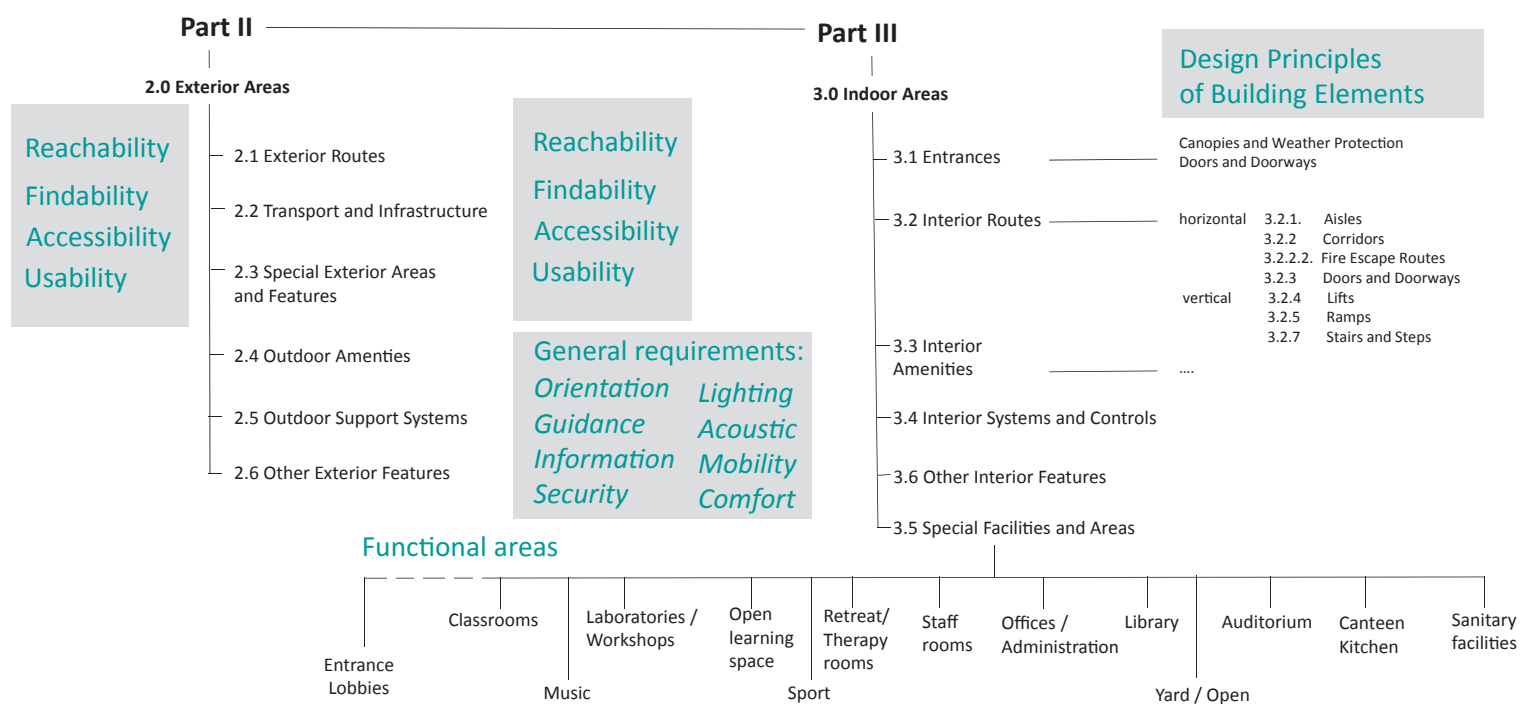 Part II
2.0 Exterior Areas
Reachability
Findability
Accessibility
Usability
2.1 Exterior Routes
2.2 Transport and Infrastructure
2.3 Special Exterior Areas
and Features
2.4 Outdoor Amenties
2.5 Outdoor Support Systems
2.6 Other Exterior Features
Reachability
Findability
Accessibility
Usability
General requirements:
Orientation
Guidance
Information
Security
Lighting
Acoustic
Mobility
Comfort
Part III
3.0 Indoor Areas
3.1 Entrances
3.2 Interior Routes
3.3 Interior
Amenities
3.4 Interior Systems and Controls
3.6 Other Interior Features
3.5 Special Facilities and Areas
Design Principles
of Building Elements
Canopies and Weather Protection
Doors and Doorways
horizontal 3.2.1. Aisles
3.2.2 Corridors
3.2.2.2. Fire Escape Routes
3.2.3 Doors and Doorways
vertical 3.2.4 Lifts
3.2.5 Ramps
3.2.7 Stairs and Steps
....
Functional areas
Entrance
Lobbies
Classrooms
Music
Laboratories /
Workshops
Open
learning
space
Sport
Retreat/
Therapy
rooms
Staff
rooms
Offices /
Administration
Library
Yard / Open
Auditorium
Canteen
Kitchen
Sanitary
facilities